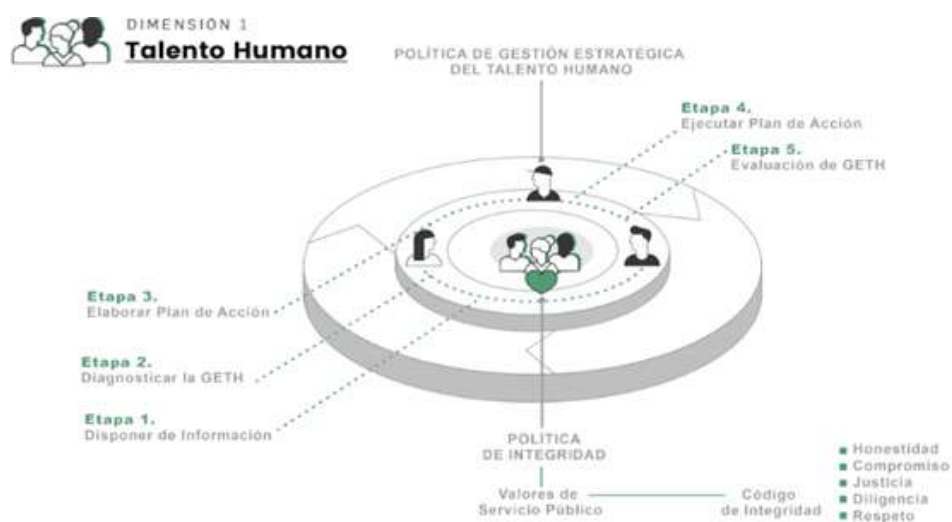 DIMENSIÓN 1
Talento Humano
POLÍTICA DE GESTIÓN ESTRATÉGICA
DEL TALENTO HUMANO
Etapa 4.
Ejecutar Plan de Acción
Etapa 5.
Evaluación de GETH
Etapa 3.
Elaborar Plan de Acción
Etapa 2.
Diagnosticar la GETH
Etapa 1.
Disponer de Información
POLÍTICA
DE INTEGRIDAD
Valores de
Servicio Público
Código
de Integridad
Honestidad
Compromiso
Justicia
Diligencia
Respeto